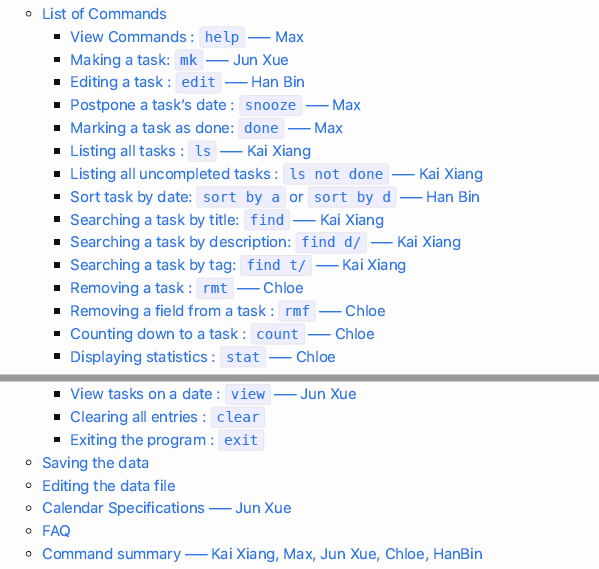 List of Commands
View Commands : help —– Max
Making a task: mk —– Jun Xue
Editing a task : edit —– Han Bin
Postpone a task’s date : snooze —– Max
Marking a task as done: done —– Max
Listing all tasks : ls —– Kai Xiang
Listing all uncompleted tasks : ls not done —– Kai Xiang
Sort task by date: sort by a or sort by d —– Han Bin
Searching a task by title: find —– Kai Xiang
Searching a task by description: find d/ —– Kai Xiang
Searching a task by tag: find t/ —– Kai Xiang
Removing a task : rmt —– Chloe
Removing a field from a task : rmf —– Chloe
Counting down to a task : count —– Chloe
Displaying statistics : stat —– Chloe
View tasks on a date : view —– Jun Xue
Clearing all entries : clear
Exiting the program : exit
Saving the data
Editing the data file
Calendar Specifications —– Jun Xue
FAQ
Command summary —– Kai Xiang, Max, Jun Xue, Chloe, HanBin